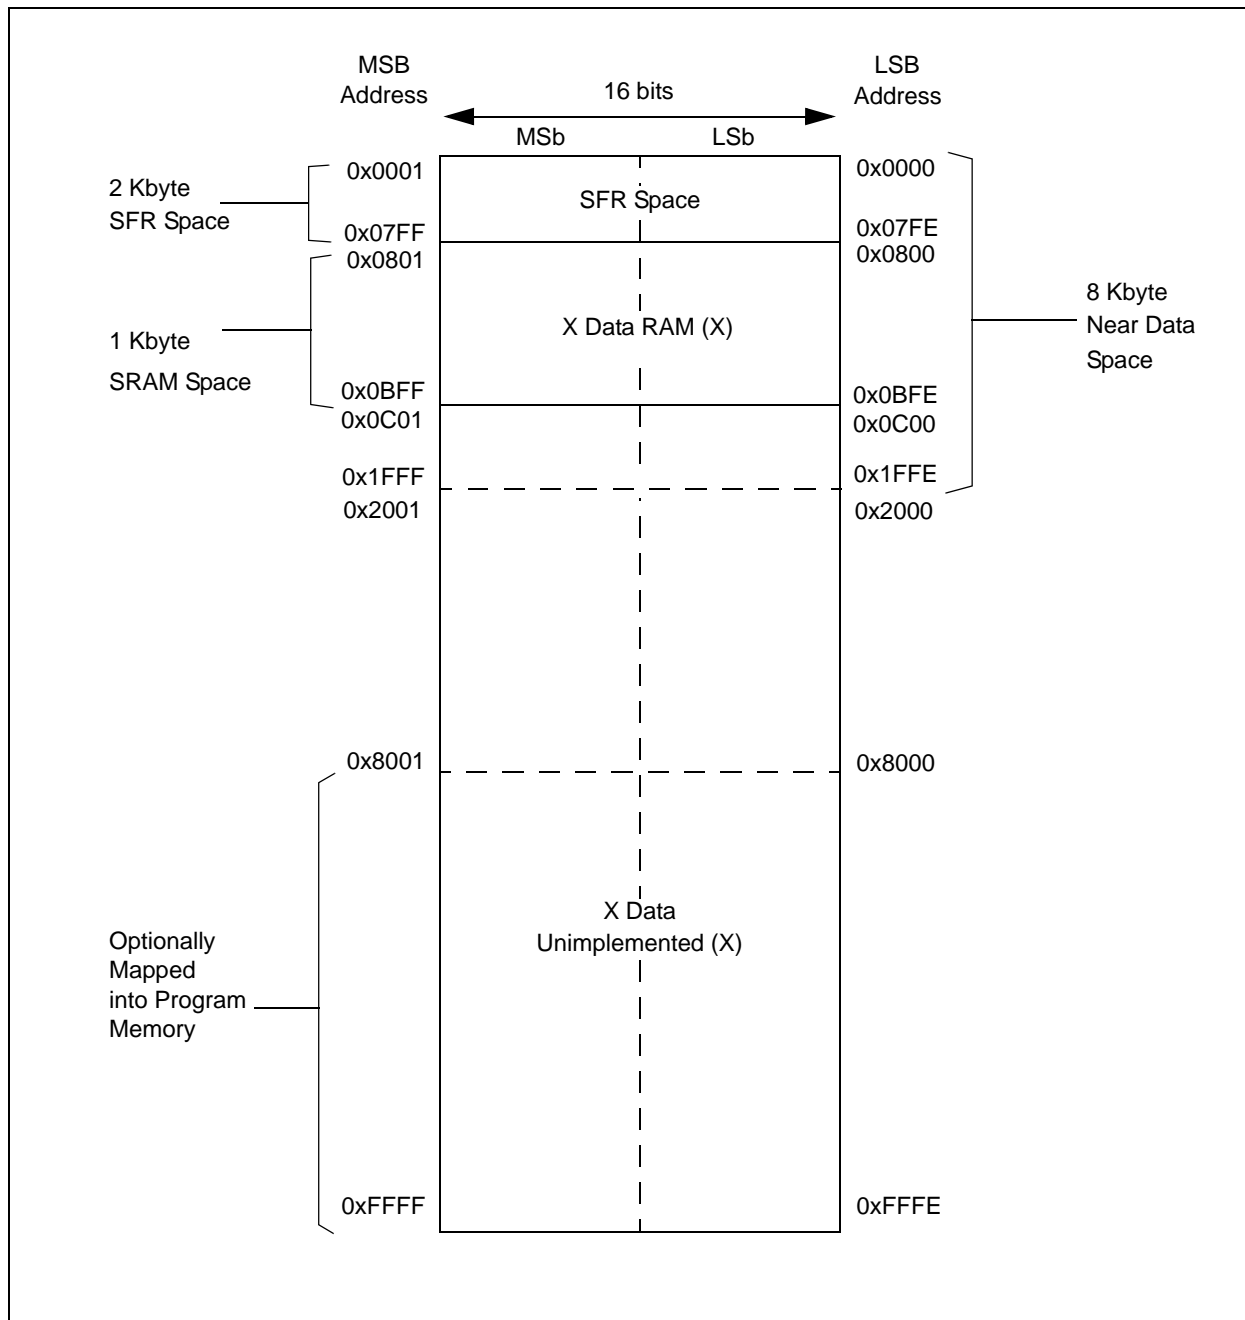 MSB
Address
LSB
Address
16 bits
MSb
LSb
0x0001
0x0000
2 Kbyte
SFR Space
SFR Space
0x07FF
0x07FE
0x0801
0x0800
8 Kbyte
Near Data
Space
X Data RAM (X)
1 Kbyte
SRAM Space
0x0BFF
0x0BFE
0x0C01
0x0C00
0x1FFF
0x1FFE
0x2001
0x2000
0x8001
0x8000
X Data
Unimplemented (X)
Optionally
Mapped
into Program
Memory
0xFFFF
0xFFFE